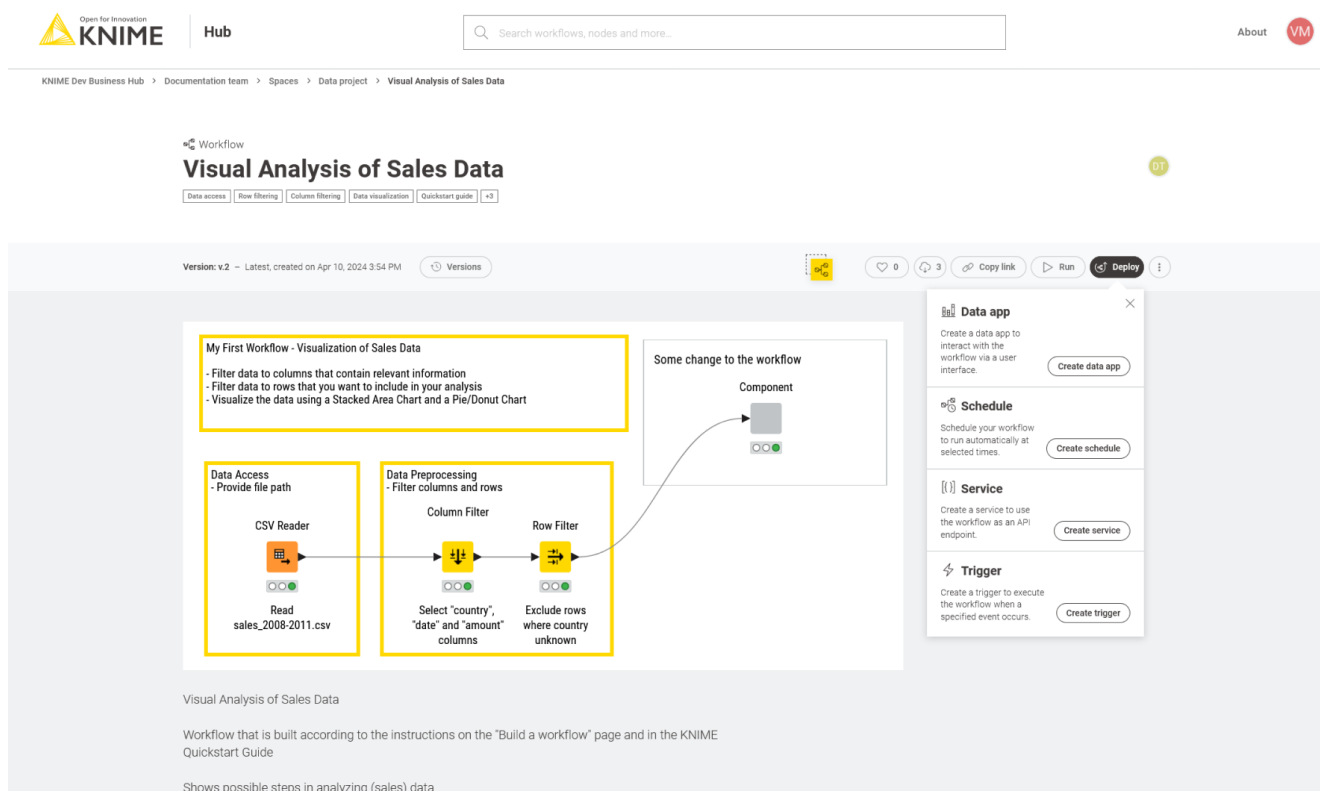 Open for Innovation
KNIME
Hub
Search workflows, nodes and more...
About
VM
KNIME Dev Business Hub > Documentation team > Spaces > Data project > Visual Analysis of Sales Data
Workflow
Visual Analysis of Sales Data
DT
Data access Row filtering Column filtering Data visualization Quickstart guide +3
Version: v.2 – Latest, created on Apr 10, 2024 3:54 PM Versions
0 3 Copy link Run Deploy
My First Workflow - Visualization of Sales Data
- Filter data to columns that contain relevant information
- Filter data to rows that you want to include in your analysis
- Visualize the data using a Stacked Area Chart and a Pie/Donut Chart
Some change to the workflow
Component
Data Access
- Provide file path
CSV Reader
Read
sales_2008-2011.csv
Data Preprocessing
- Filter columns and rows
Column Filter
Select "country",
"date" and "amount"
columns
Row Filter
Exclude rows
where country
unknown
Data app
Create a data app to
interact with the
workflow via a user
interface.
Create data app
Schedule
Schedule your workflow
to run automatically at
selected times.
Create schedule
Service
Create a service to use
the workflow as an API
endpoint.
Create service
Trigger
Create a trigger to execute
the workflow when a
specified event occurs.
Create trigger
Visual Analysis of Sales Data
Workflow that is built according to the instructions on the "Build a workflow" page and in the KNIME
Quickstart Guide
Shows possible steps in analyzing (sales) data